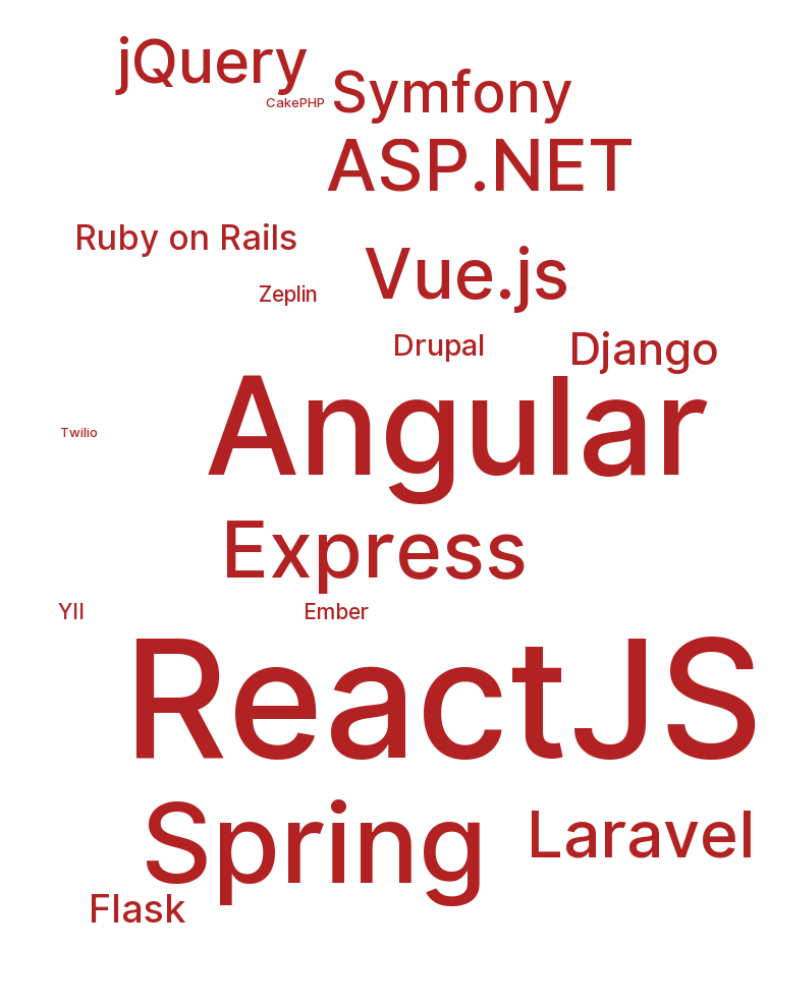 jQuery
CakePHP
Symfony
ASP.NET
Ruby on Rails
Vue.js
Zeplin
Drupal
Django
Angular
Twilio
Express
YII
Ember
ReactJS
Spring
Laravel
Flask